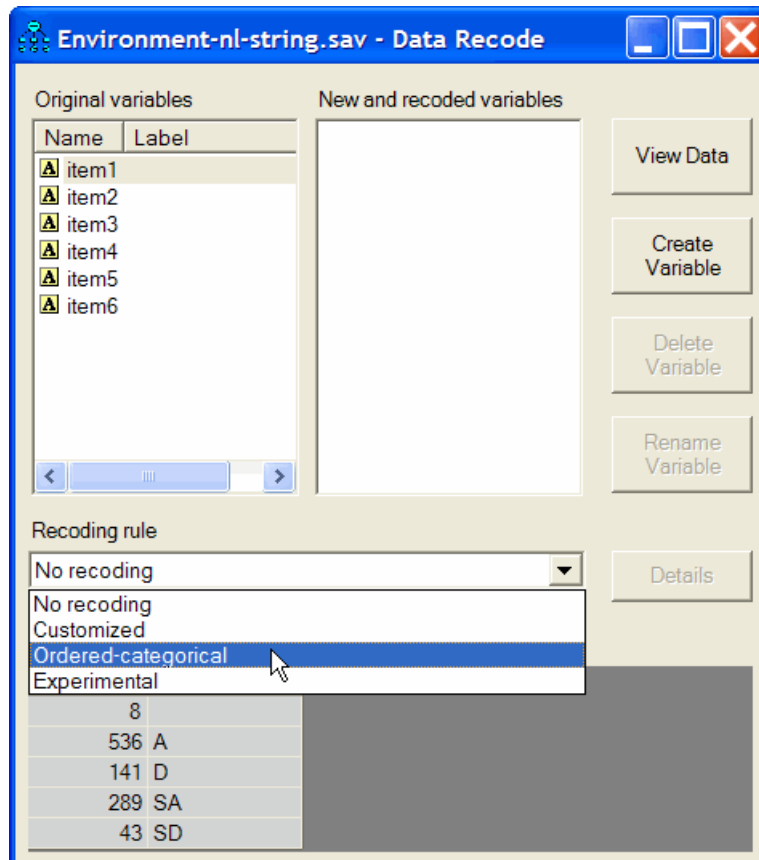 Environment-nl-string.sav - Data Recode
Original variables
New and recoded variables
Name Label
A item1
A item2
A item3
A item4
A item5
A item6
View Data
Create
Variable
Delete
Variable
Rename
Variable
Recoding rule
No recoding
Details
No recoding
Customized
Ordered-categorical
Experimental
8
536 A
141 D
289 SA
43 SD